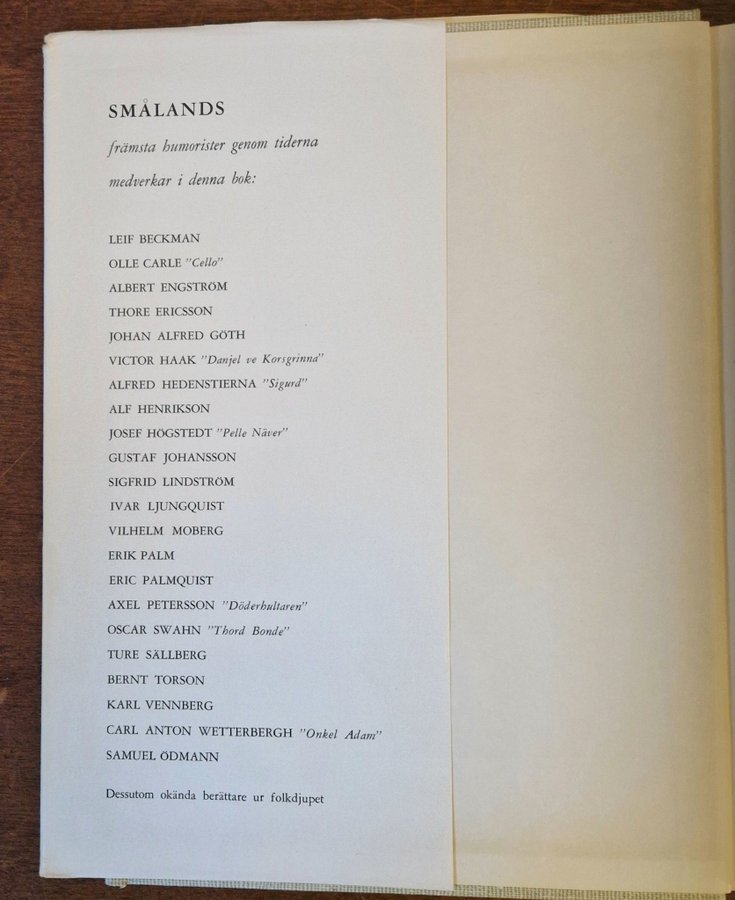 SMÅLANDS
främsta humorister genom tiderna
medverkar i denna bok:
LEIF BECKMAN
OLLE CARLE ”Cello”
ALBERT ENGSTRÖM
THORE ERICSSON
JOHAN ALFRED GÖTH
VICTOR HAAK ”Danjel ve Korsgrinna”
ALFRED HEDENSTIERNA ”Sigurd”
ALF HENRIKSON
JOSEF HÖGSTEDT ”Pelle Näver”
GUSTAF JOHANSSON
SIGFRID LINDSTRÖM
IVAR LJUNGQUIST
VILHELM MOBERG
ERIK PALM
ERIC PALMQUIST
AXEL PETERSSON ”Döderhultaren”
OSCAR SWAHN ”Thord Bonde”
TURE SÄLLBERG
BERNT TORSON
KARL VENNBERG
CARL ANTON WETTERBERGH ”Onkel Adam”
SAMUEL ÖDMANN
Dessutom okända berättare ur folkdjupet